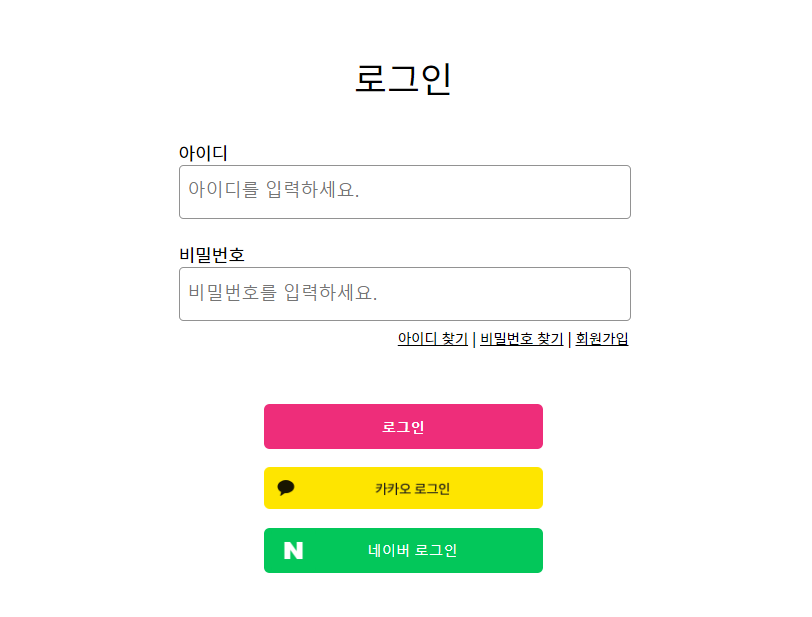 로그인
아이디
아이디를 입력하세요.
비밀번호
비밀번호를 입력하세요.
아이디 찾기 | 비밀번호 찾기 | 회원가입
로그인
카카오 로그인
N 네이버 로그인